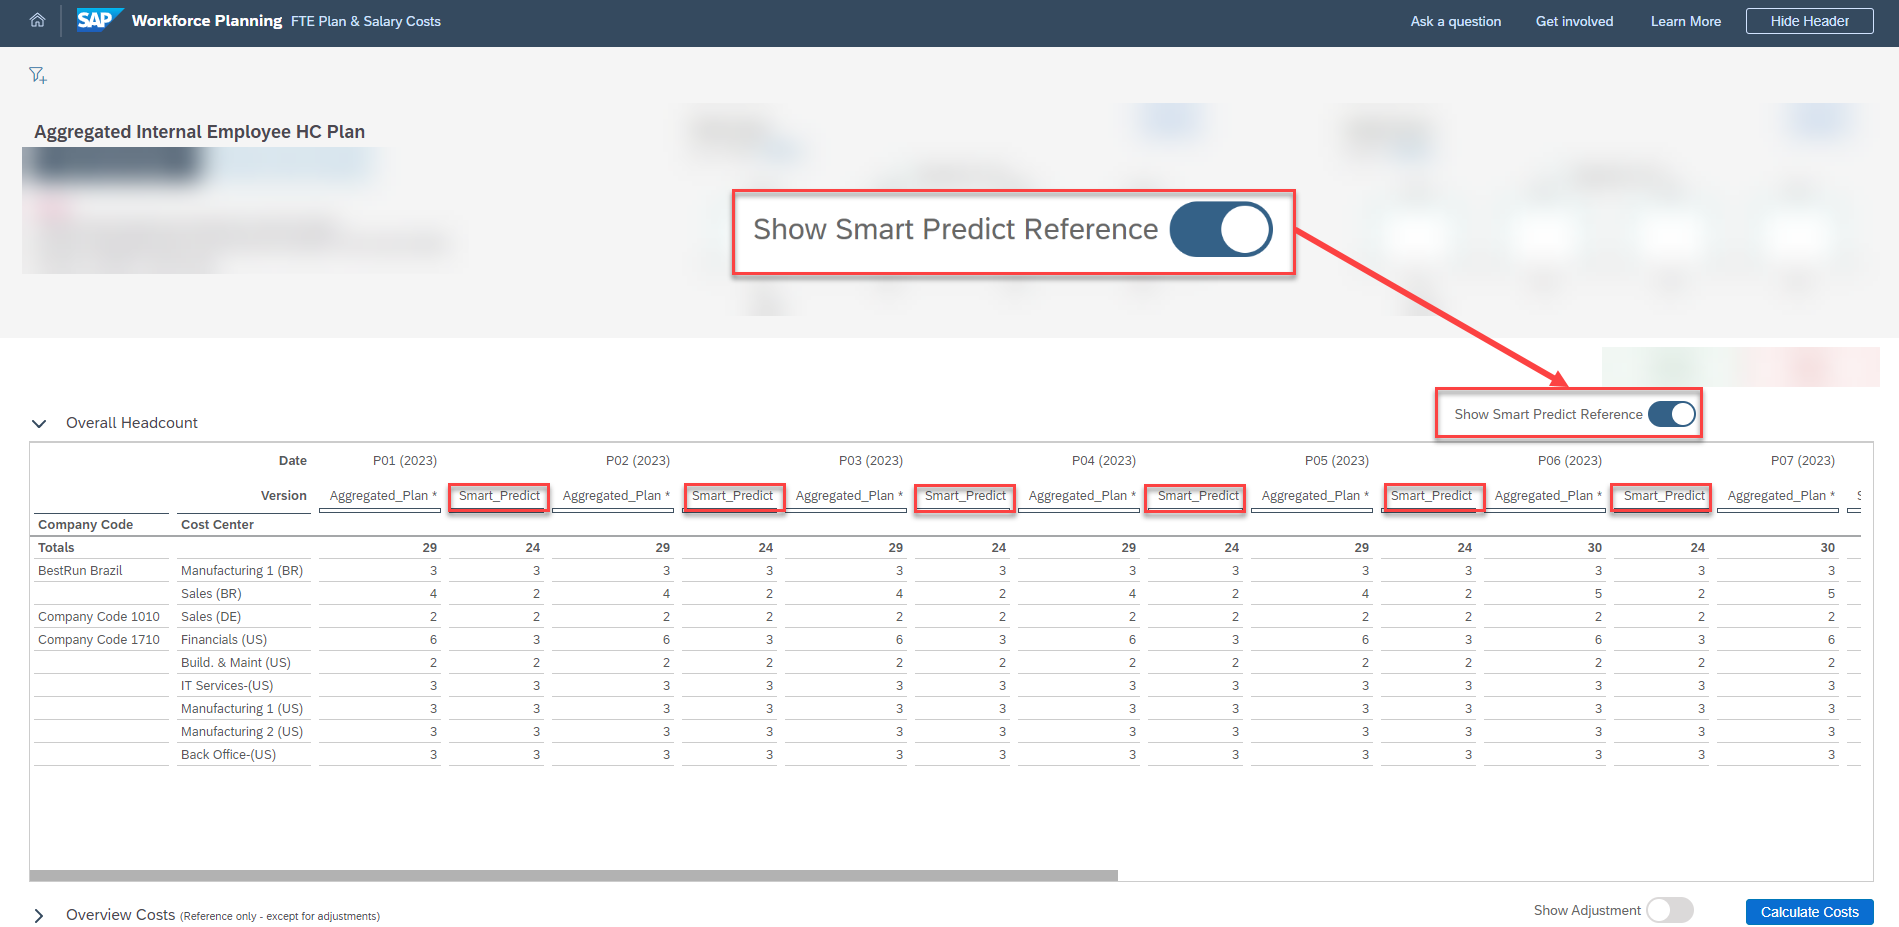 SAP Workforce Planning FTE Plan & Salary Costs Ask a question Get involved Learn More Hide Header
Aggregated Internal Employee HC Plan
Show Smart Predict Reference
Show Smart Predict Reference
Overall Headcount
Date P01 (2023) P02 (2023) P03 (2023) P04 (2023) P05 (2023) P06 (2023) P07 (2023)
Version Aggregated_Plan * Smart_Predict Aggregated_Plan * Smart_Predict Aggregated_Plan * Smart_Predict Aggregated_Plan * Smart_Predict Aggregated_Plan * Smart_Predict Aggregated_Plan * Smart_Predict Aggregated_Plan * S
Company Code Cost Center
Totals 29 24 29 24 29 24 29 24 29 24 30 24 30
BestRun Brazil Manufacturing 1 (BR) 3 3 3 3 3 3 3 3 3 3 3 3 3
Sales (BR) 4 2 4 2 4 2 4 2 4 2 5 2 5
Company Code 1010 Sales (DE) 2 2 2 2 2 2 2 2 2 2 2 2 2
Company Code 1710 Financials (US) 6 3 6 3 6 3 6 3 6 3 6 3 6
Build. & Maint (US) 2 2 2 2 2 2 2 2 2 2 2 2 2
IT Services-(US) 3 3 3 3 3 3 3 3 3 3 3 3 3
Manufacturing 1 (US) 3 3 3 3 3 3 3 3 3 3 3 3 3
Manufacturing 2 (US) 3 3 3 3 3 3 3 3 3 3 3 3 3
Back Office-(US) 3 3 3 3 3 3 3 3 3 3 3 3 3
Overview Costs (Reference only - except for adjustments) Show Adjustment Calculate Costs